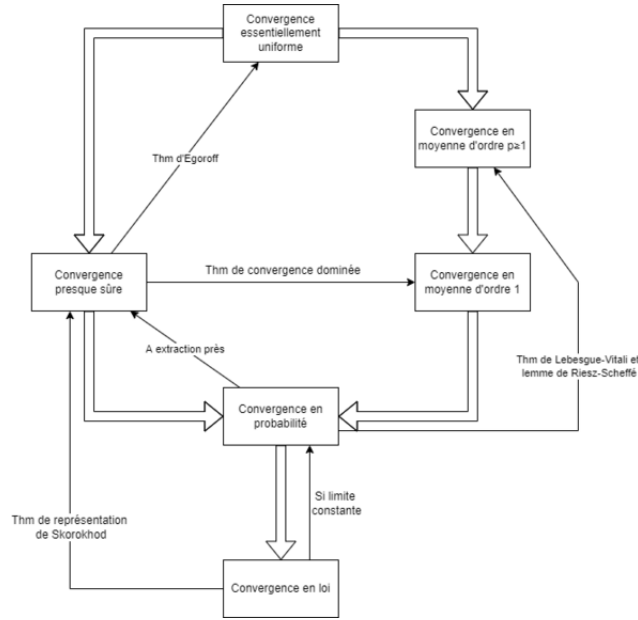 Convergence
essentiellement
uniforme
Convergence en
moyenne d'ordre p≥1
Thm d'Egoroff
Convergence
presque sûre
Thm de convergence dominée
Convergence en
moyenne d'ordre 1
A extraction près
Thm de Lebesgue-Vitali et
lemme de Riesz-Scheffé
Convergence en
probabilité
Si limite
constante
Thm de représentation
de Skorokhod
Convergence en loi